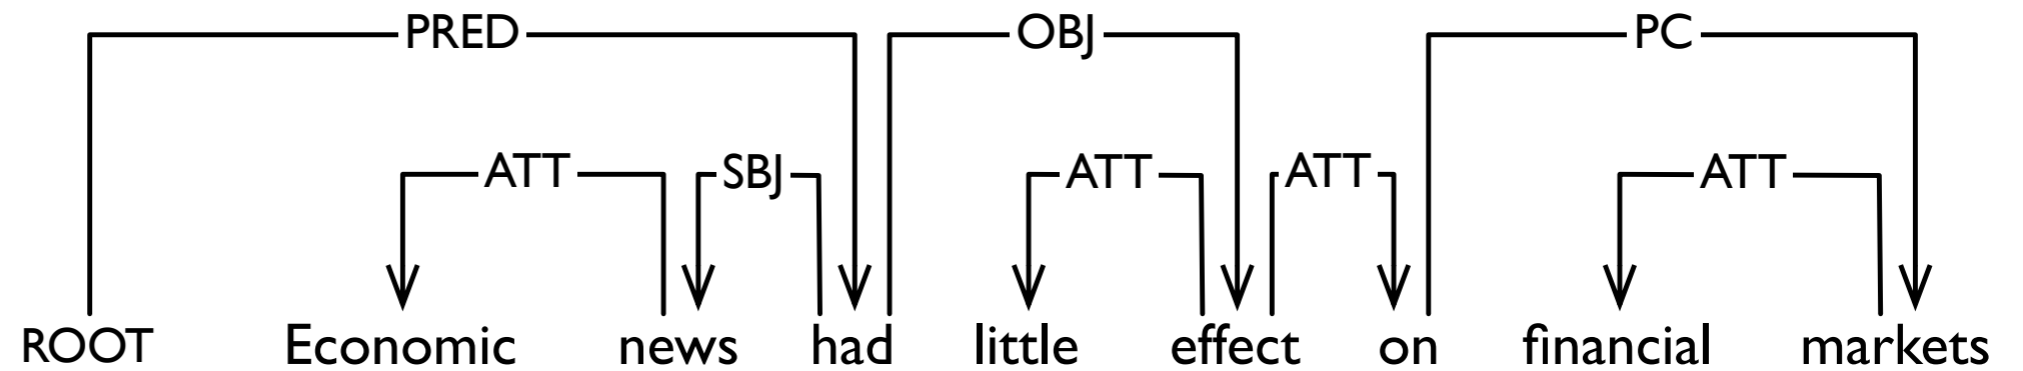 PRED OBJ PC
ATT SBJ ATT ATT ATT
ROOT Economic news had little effect on financial markets